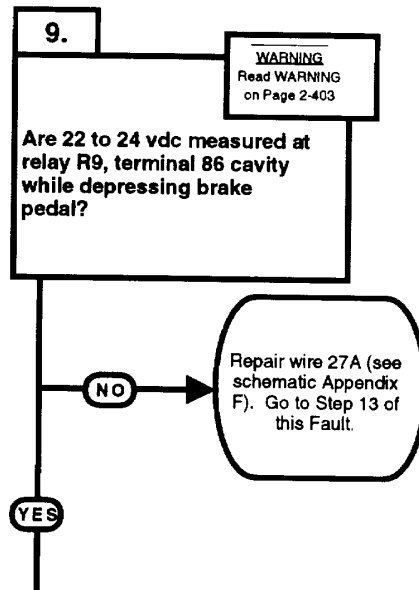 9.
WARNING
Read WARNING
on Page 2-403
Are 22 to 24 vdc measured at
relay R9, terminal 86 cavity
while depressing brake
pedal?
Repair wire 27A (see
schematic Appendix
F). Go to Step 13 of
this Fault.
NO
YES